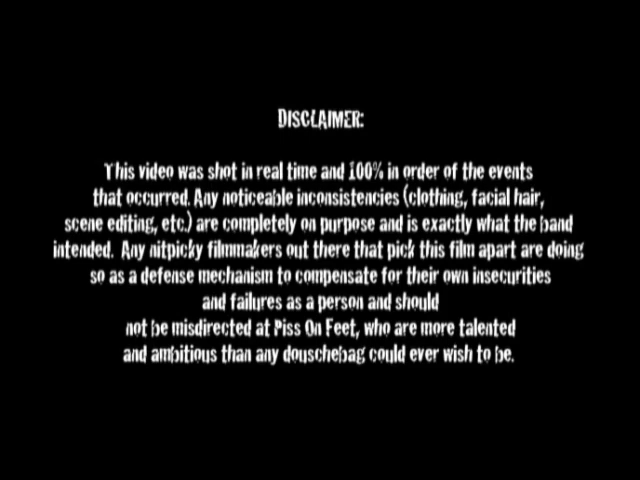 DISCLAIMER:
This video was shot in real time and 100% in order of the events
that occurred. Any noticeable inconsistencies (clothing, facial hair,
scene editing, etc.) are completely on purpose and is exactly what the band
intended. Any nitpicky filmmakers out there that pick this film apart are doing
so as a defense mechanism to compensate for their own insecurities
and failures as a person and should
not be misdirected at Piss On Feet, who are more talented
and ambitious than any douschebag could ever wish to be.